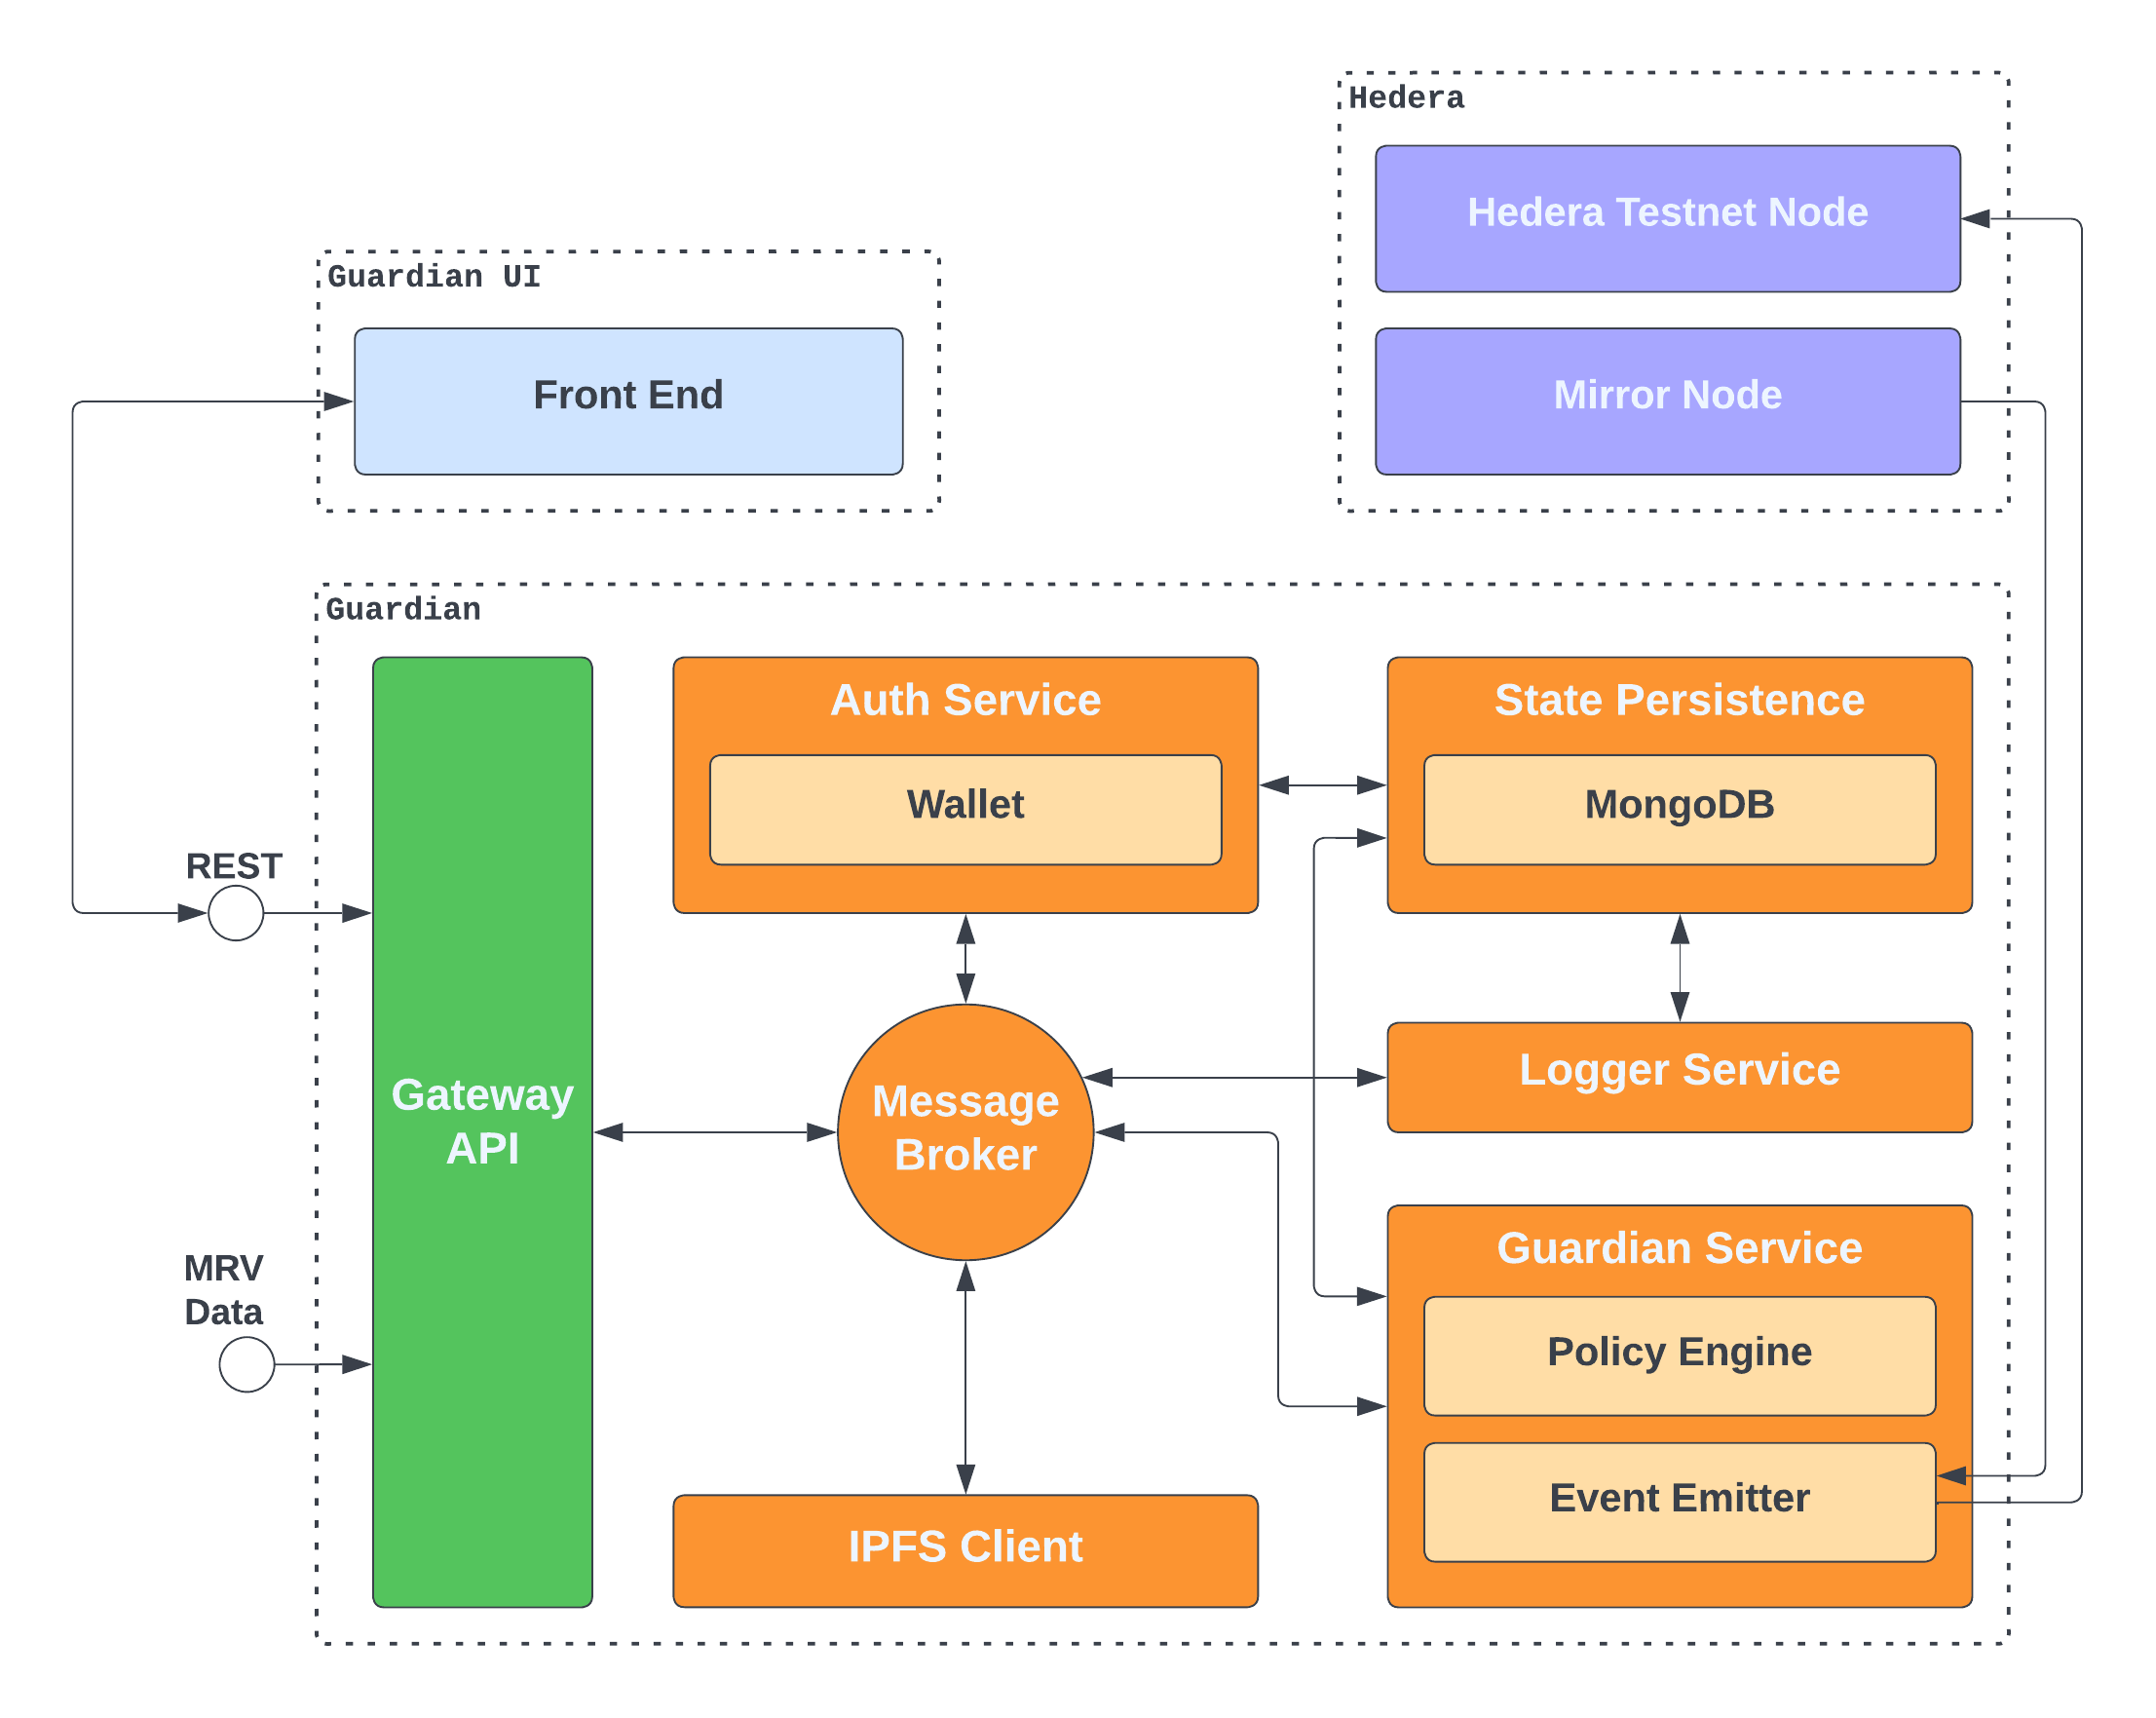 Hedera
Hedera Testnet Node
Mirror Node
Guardian UI
Front End
Guardian
Auth Service
Wallet
State Persistence
MongoDB
REST
Gateway
API
Message
Broker
Logger Service
MRV
Data
Guardian Service
Policy Engine
Event Emitter
IPFS Client